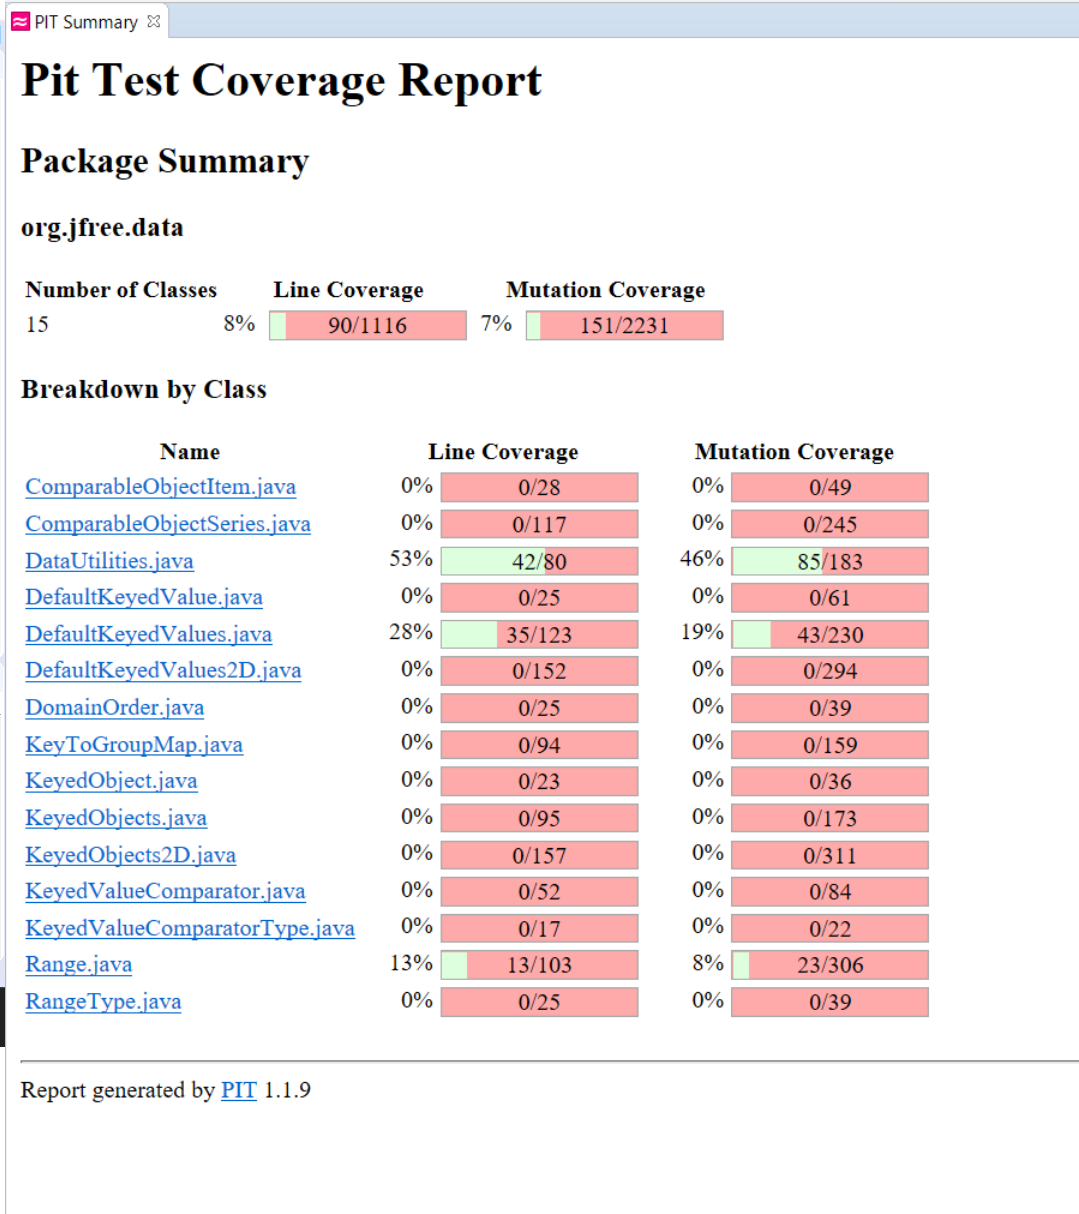 PIT Summary
Pit Test Coverage Report
Package Summary
org.jfree.data
Number of Classes Line Coverage Mutation Coverage
15 8% 90/1116 7% 151/2231
Breakdown by Class
Name Line Coverage Mutation Coverage
ComparableObjectItem.java 0% 0/28 0% 0/49
ComparableObjectSeries.java 0% 0/117 0% 0/245
DataUtilities.java 53% 42/80 46% 85/183
DefaultKeyedValue.java 0% 0/25 0% 0/61
DefaultKeyedValues.java 28% 35/123 19% 43/230
DefaultKeyedValues2D.java 0% 0/152 0% 0/294
DomainOrder.java 0% 0/25 0% 0/39
KeyToGroupMap.java 0% 0/94 0% 0/159
KeyedObject.java 0% 0/23 0% 0/36
KeyedObjects.java 0% 0/95 0% 0/173
KeyedObjects2D.java 0% 0/157 0% 0/311
KeyedValueComparator.java 0% 0/52 0% 0/84
KeyedValueComparatorType.java 0% 0/17 0% 0/22
Range.java 13% 13/103 8% 23/306
RangeType.java 0% 0/25 0% 0/39
Report generated by PIT 1.1.9